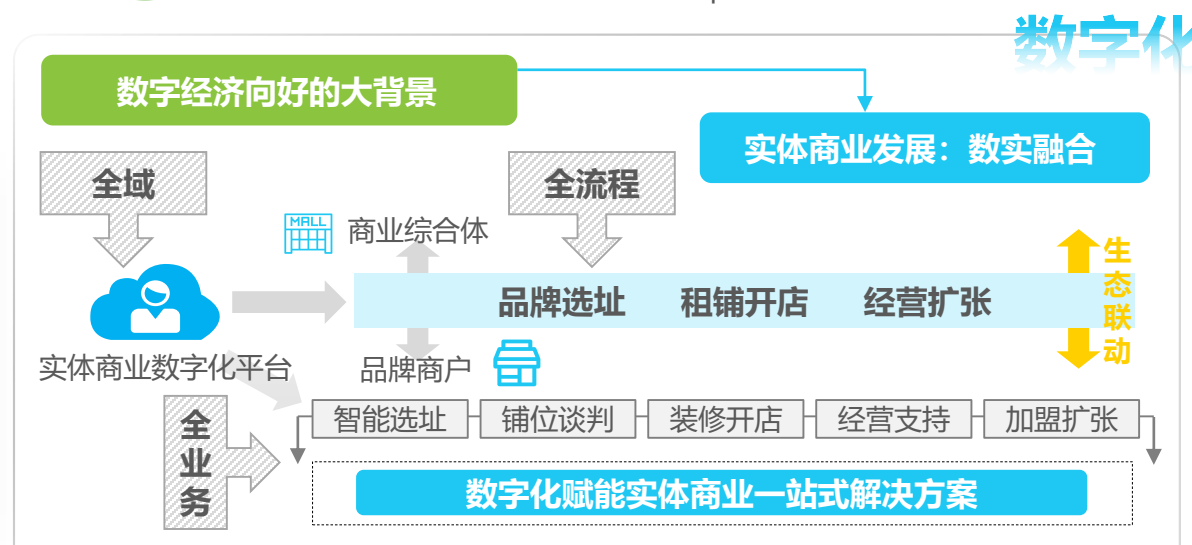 数字化
数字经济向好的大背景
实体商业发展：数实融合
全域
全流程
MALL
商业综合体
品牌选址
租铺开店
经营扩张
生态联动
实体商业数字化平台
品牌商户
全业务
智能选址
铺位谈判
装修开店
经营支持
加盟扩张
数字化赋能实体商业一站式解决方案